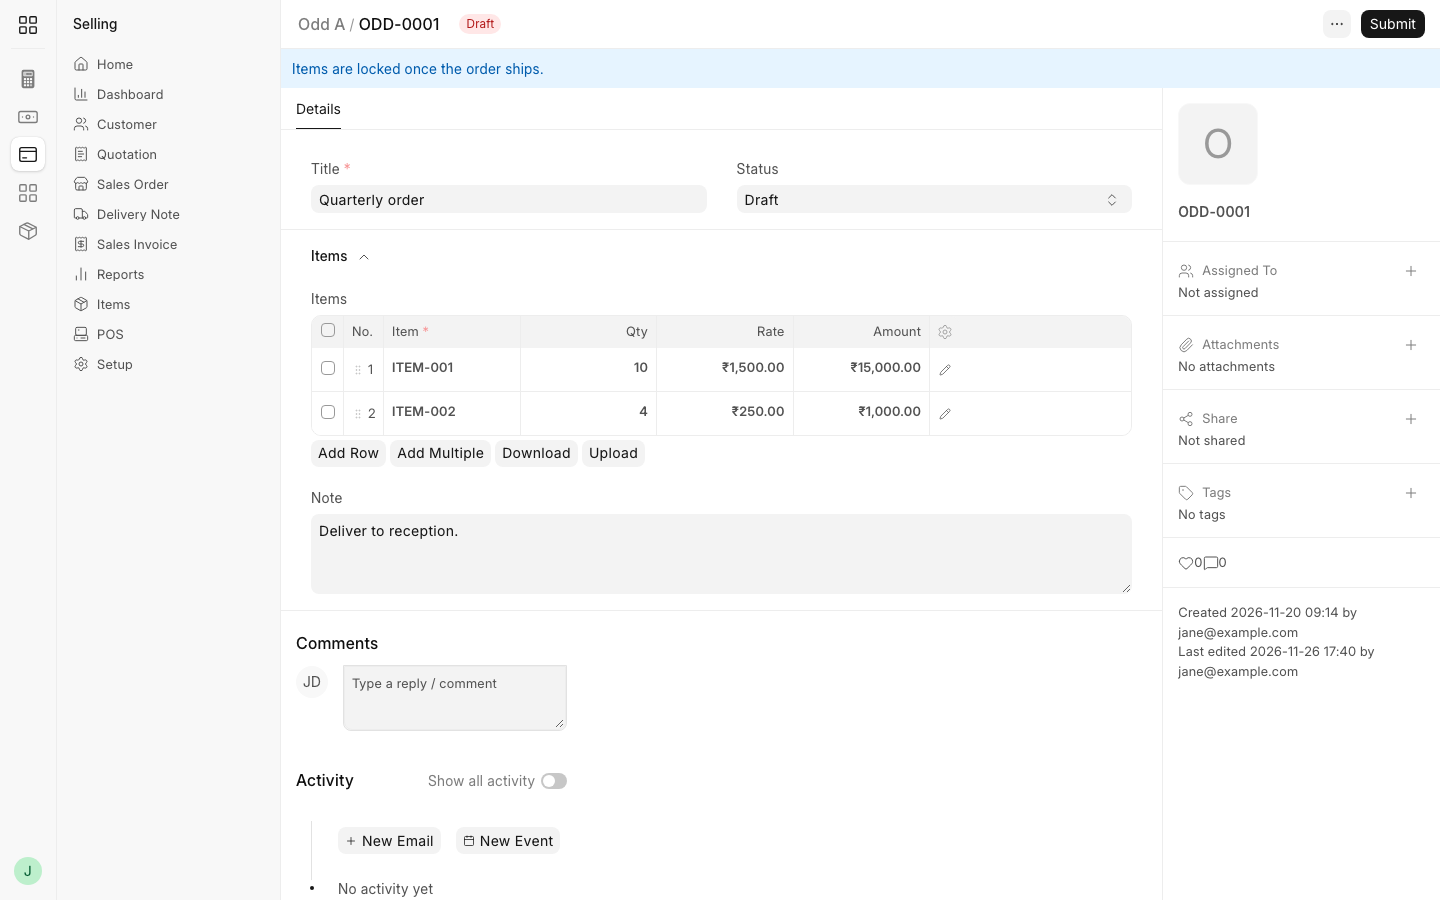 Selling
Home
Dashboard
Customer
Quotation
Sales Order
Delivery Note
Sales Invoice
Reports
Items
POS
Setup
J
Odd A / ODD-0001 Draft
··· Submit
Items are locked once the order ships.
Details
Title * Status
Quarterly order Draft
Items
Items
No. Item * Qty Rate Amount
1 ITEM-001 10 ₹1,500.00 ₹15,000.00
2 ITEM-002 4 ₹250.00 ₹1,000.00
Add Row Add Multiple Download Upload
Note
Deliver to reception.
Comments
JD Type a reply / comment
Activity Show all activity
New Email New Event
No activity yet
O
ODD-0001
Assigned To
Not assigned
Attachments
No attachments
Share
Not shared
Tags
No tags
0 0
Created 2026-11-20 09:14 by
jane@example.com
Last edited 2026-11-26 17:40 by
jane@example.com